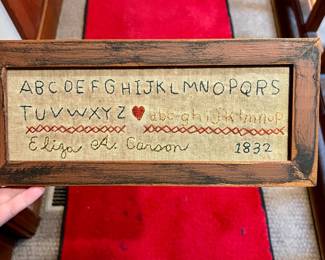 ABCDEFGHIJKLMNOPQRS
TUVWXYZ abcdefghijklmnop
Eliza A. Carson 1832